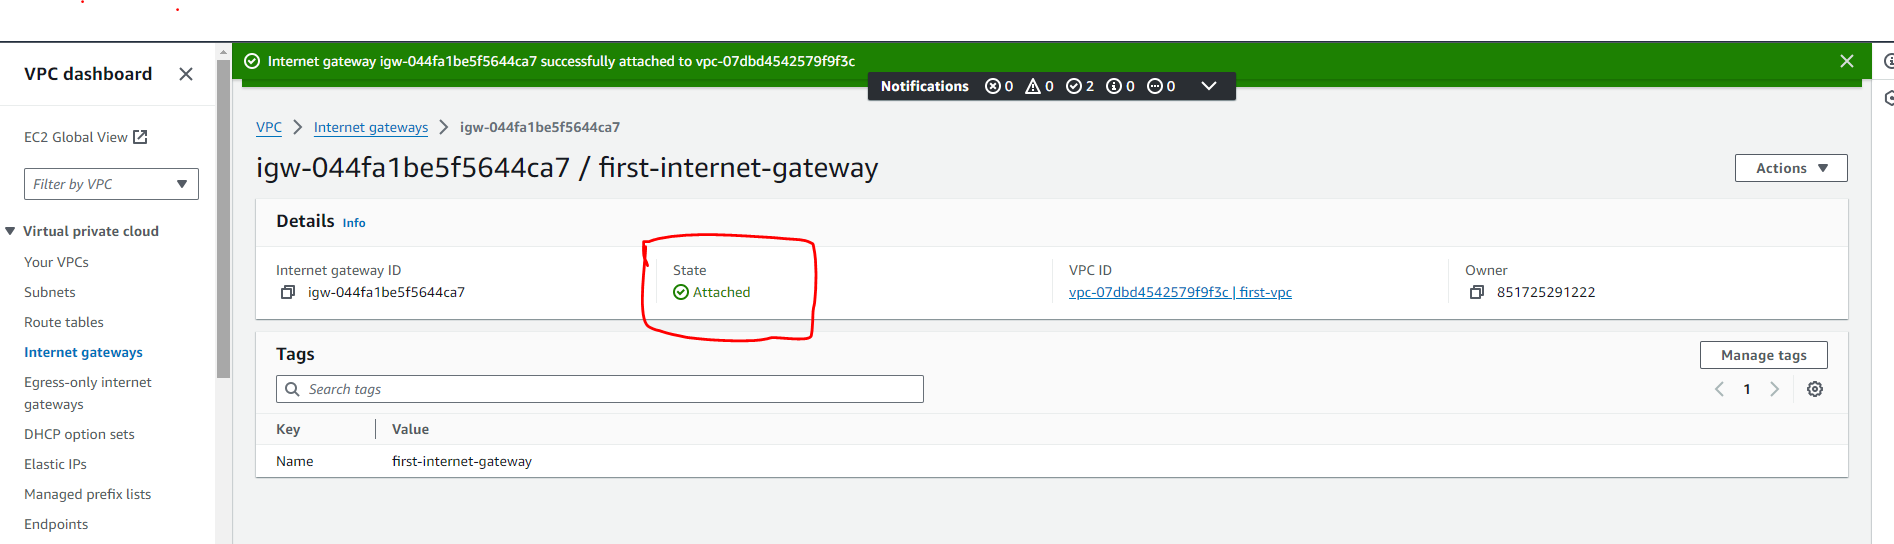 Internet gateway igw-044fa1be5f5644ca7 successfully attached to vpc-07dbd4542579f9f3c
VPC dashboard
Notifications 0 0 2 0 0
EC2 Global View
VPC Internet gateways igw-044fa1be5f5644ca7
igw-044fa1be5f5644ca7 / first-internet-gateway
Actions
Filter by VPC
Details Info
Virtual private cloud
Your VPCs
Subnets
Route tables
Internet gateways
Egress-only internet
gateways
DHCP option sets
Elastic IPs
Managed prefix lists
Endpoints
Internet gateway ID
igw-044fa1be5f5644ca7
State
Attached
VPC ID
vpc-07dbd4542579f9f3c | first-vpc
Owner
851725291222
Tags
Manage tags
Search tags
1
Key Value
Name first-internet-gateway